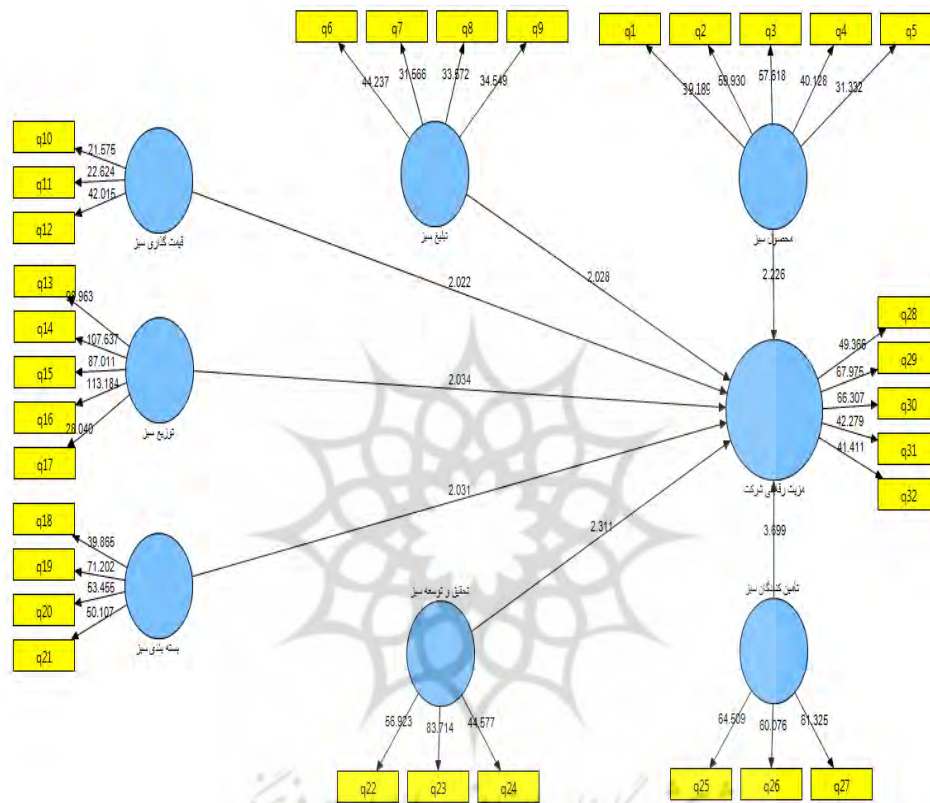 q6 q7 q8 q9
q1 q2 q3 q4 q5
44.237 31.566 33.572 34.549
39.189 59.930 57.618 40.128 31.332
q10
q11
q12
21.575
22.624
42.015
قیمت گذاری سبز
تبلیغ سبز
محصول سبز
2.022
2.028
2.226
q13
q14
q15
q16
q17
107.637
87.011
113.184
28.040
توزیع سبز
2.034
q28
q29
q30
q31
q32
49.366
67.975
66.307
42.279
41.411
مزیت رقابتی شرکت
q18
q19
q20
q21
39.865
71.202
53.455
50.107
بسته بندی سبز
2.031
2.311
3.699
تحقیق و توسعه سبز
تأمین کنندگان سبز
56.923 83.714 44.577
64.509 60.076 61.325
q22 q23 q24
q25 q26 q27